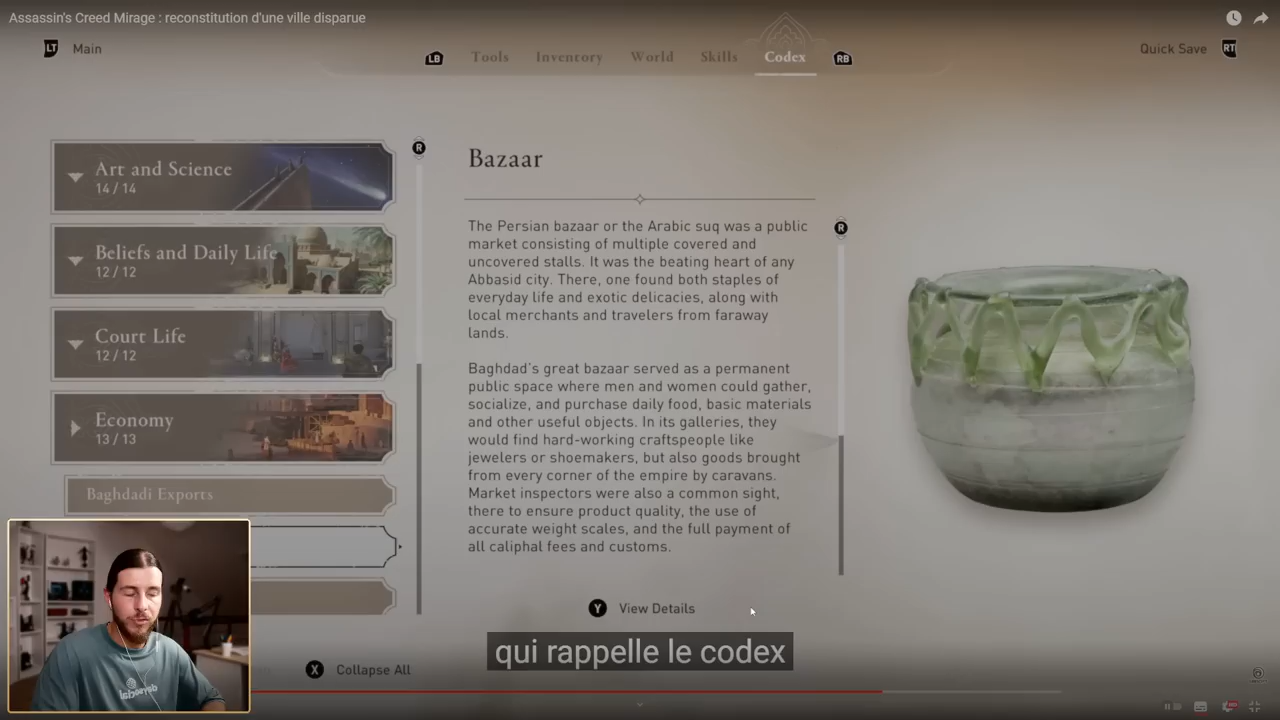 Assassin's Creed Mirage : reconstitution d'une ville disparue
LT Main
LB Tools Inventory World Skills Codex RB
Quick Save RT
Art and Science
14 / 14
Beliefs and Daily Life
12 / 12
Court Life
12 / 12
Economy
13 / 13
Baghdadi Exports
R
Bazaar
The Persian bazaar or the Arabic suq was a public
market consisting of multiple covered and
uncovered stalls. It was the beating heart of any
Abbasid city. There, one found both staples of
everyday life and exotic delicacies, along with
local merchants and travelers from faraway
lands.
Baghdad's great bazaar served as a permanent
public space where men and women could gather,
socialize, and purchase daily food, basic materials
and other useful objects. In its galleries, they
would find hard-working craftspeople like
jewelers or shoemakers, but also goods brought
from every corner of the empire by caravans.
Market inspectors were also a common sight,
there to ensure product quality, the use of
accurate weight scales, and the full payment of
all caliphal fees and customs.
R
Y View Details
qui rappelle le codex
X Collapse All